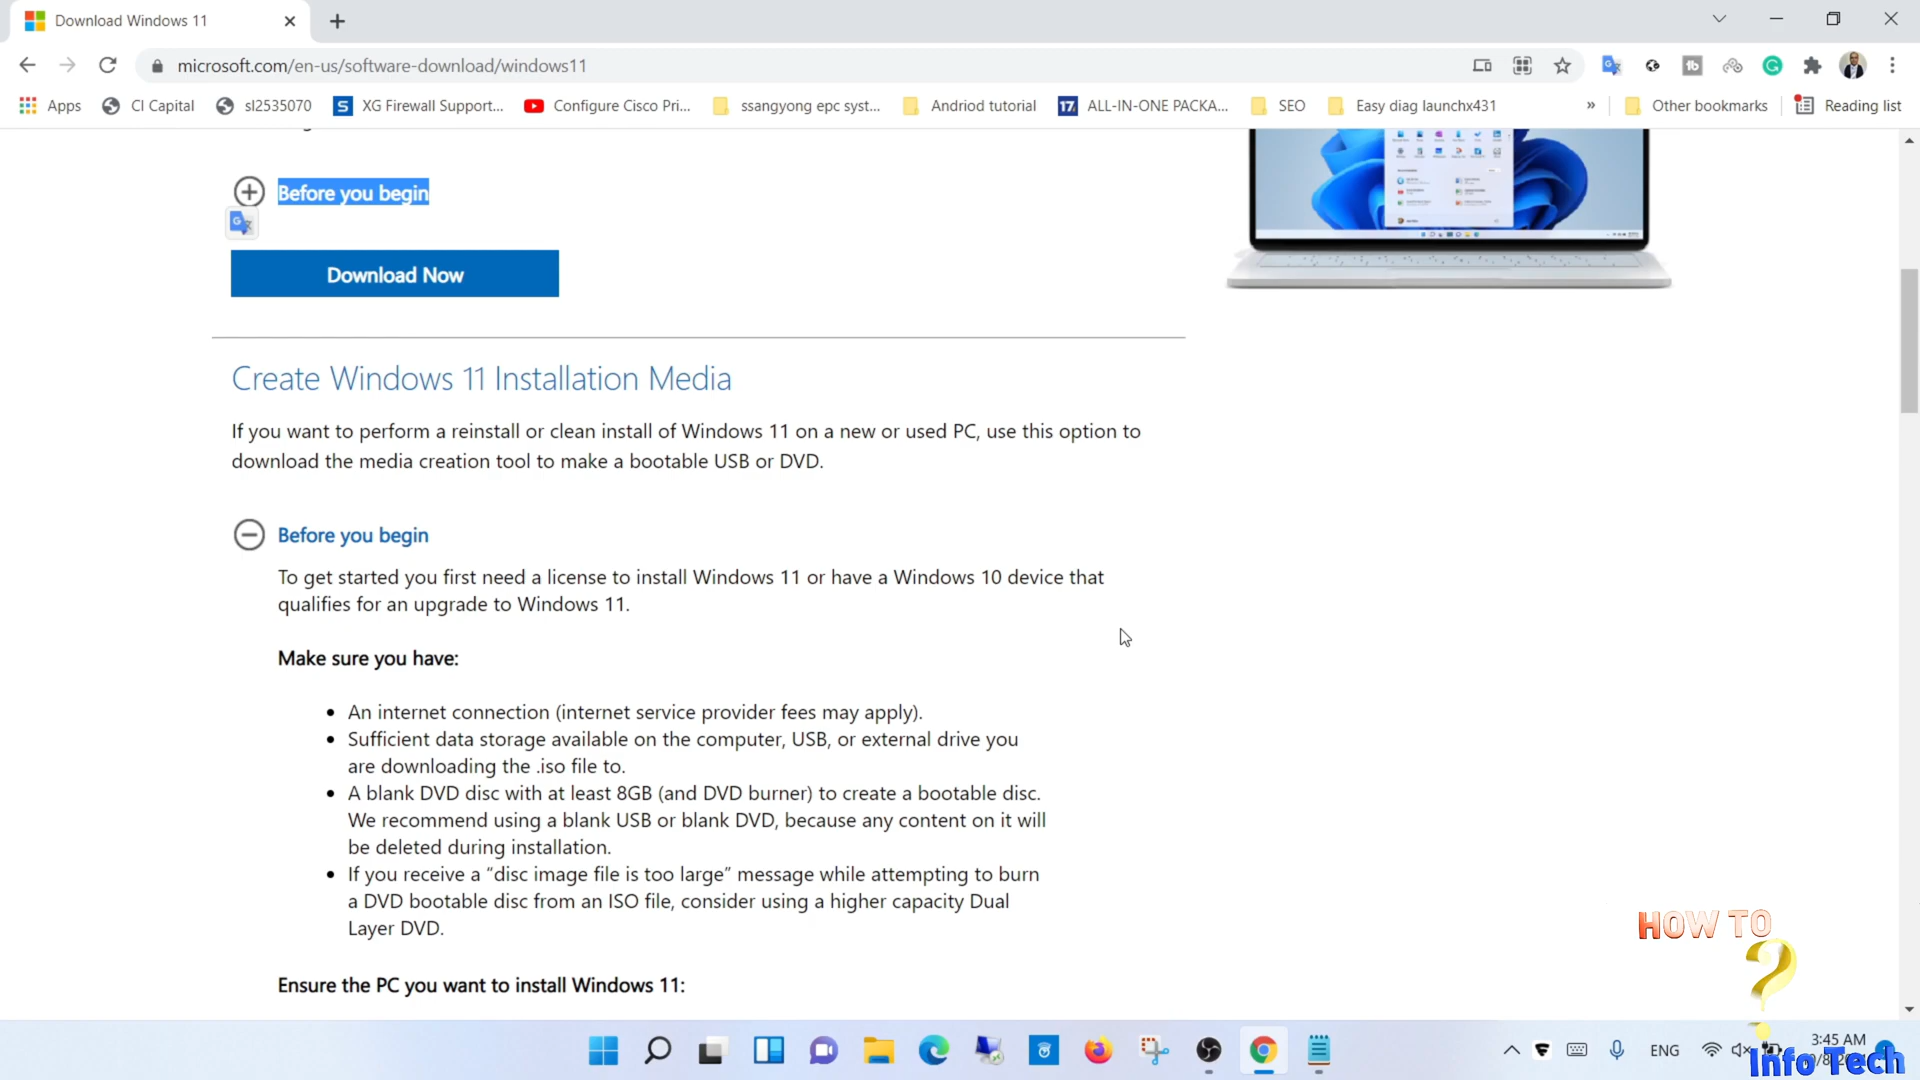 Download Windows 11
microsoft.com/en-us/software-download/windows11
Apps
CI Capital
sl2535070
XG Firewall Support...
Configure Cisco Pri...
ssangyong epc syst...
Andriod tutorial
ALL-IN-ONE PACKA...
SEO
Easy diag launchx431
»
Other bookmarks
Reading list
Before you begin
Download Now
Create Windows 11 Installation Media
If you want to perform a reinstall or clean install of Windows 11 on a new or used PC, use this option to
download the media creation tool to make a bootable USB or DVD.
Before you begin
To get started you first need a license to install Windows 11 or have a Windows 10 device that
qualifies for an upgrade to Windows 11.
Make sure you have:
• An internet connection (internet service provider fees may apply).
• Sufficient data storage available on the computer, USB, or external drive you
are downloading the .iso file to.
• A blank DVD disc with at least 8GB (and DVD burner) to create a bootable disc.
We recommend using a blank USB or blank DVD, because any content on it will
be deleted during installation.
• If you receive a “disc image file is too large” message while attempting to burn
a DVD bootable disc from an ISO file, consider using a higher capacity Dual
Layer DVD.
Ensure the PC you want to install Windows 11:
HOW TO
?
ENG
3:45 AM
Info Tech